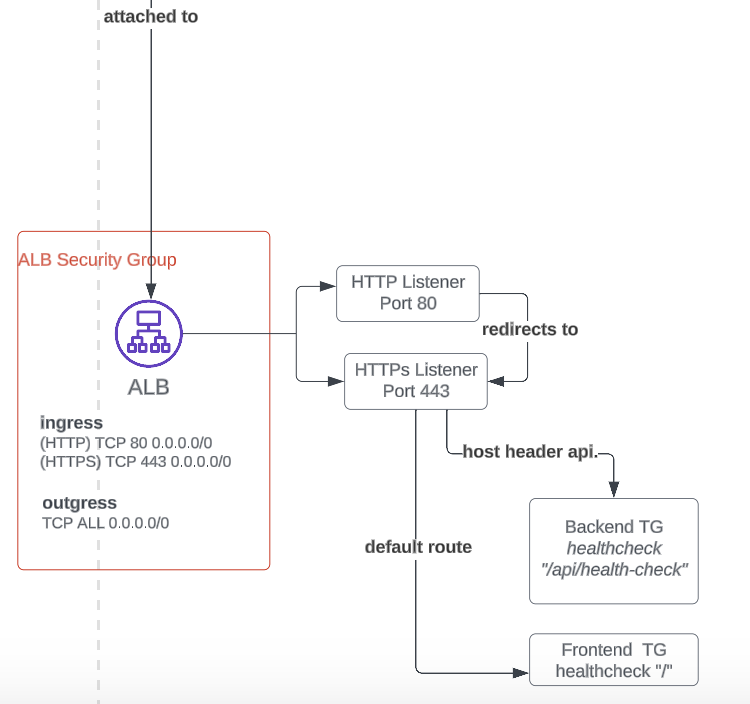 attached to
ALB Security Group
ALB
ingress
(HTTP) TCP 80 0.0.0.0/0
(HTTPS) TCP 443 0.0.0.0/0
outgress
TCP ALL 0.0.0.0/0
HTTP Listener
Port 80
redirects to
HTTPs Listener
Port 443
host header api.
default route
Backend TG
healthcheck
"/api/health-check"
Frontend TG
healthcheck "/"